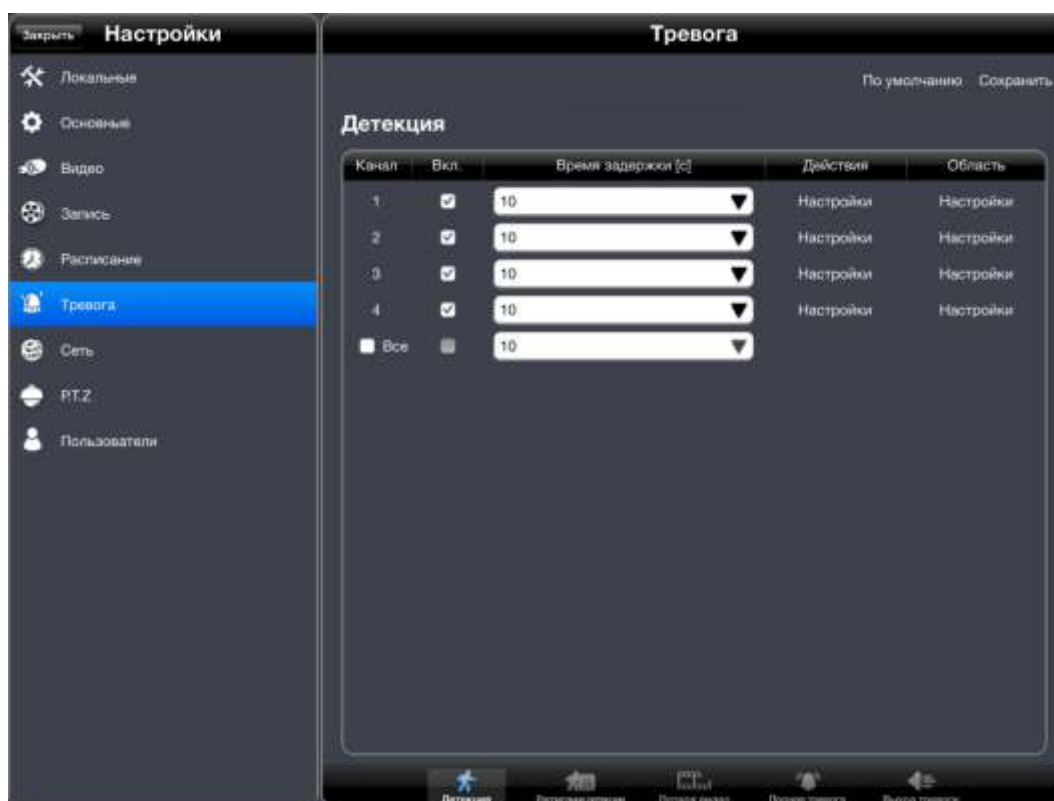 Закрыть Настройки
Тревога
Локальные
Основные
Видео
Запись
Расписание
Тревога
Сеть
P.T.Z
Пользователи
По умолчанию Сохранить
Детекция
Канал Вкл. Время задержки [c] Действия Область
1 10 Настройки Настройки
2 10 Настройки Настройки
3 10 Настройки Настройки
4 10 Настройки Настройки
Все 10
Детекция